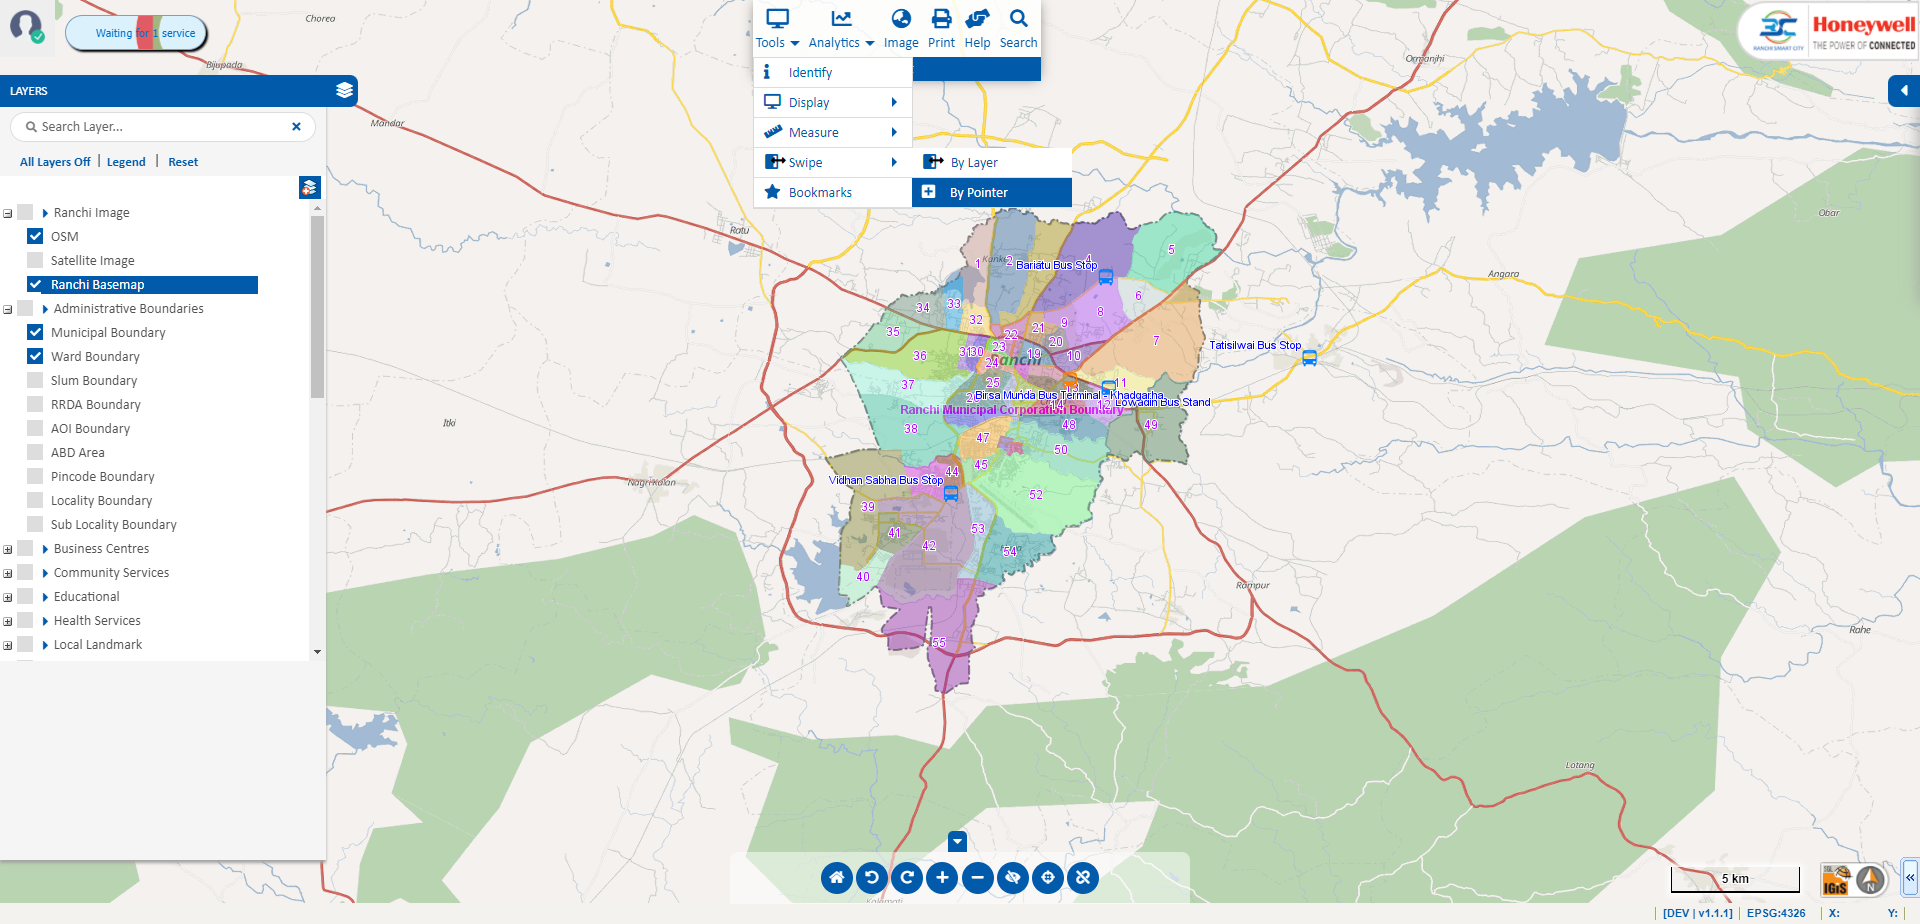 Waiting for 1 service
Tools
Analytics
Image
Print
Help
Search
Identify
Display
Measure
Swipe
Bookmarks
By Layer
By Pointer
RANCHI SMART CITY
Honeywell
THE POWER OF CONNECTED
LAYERS
Search Layer...
All Layers Off
Legend
Reset
Ranchi Image
OSM
Satellite Image
Ranchi Basemap
Administrative Boundaries
Municipal Boundary
Ward Boundary
Slum Boundary
RRDA Boundary
AOI Boundary
ABD Area
Pincode Boundary
Locality Boundary
Sub Locality Boundary
Business Centres
Community Services
Educational
Health Services
Local Landmark
Chorea
Bijupada
Mandar
Ormanjhi
Ratu
Obar
Angara
Itki
Nagri Kalan
Rampur
Rahe
Lotang
Kalamati
1
2
4
5
Bariatu Bus Stop
6
33
34
32
35
8
9
21
22
7
20
36
31
30
23
19
10
Ranchi
24
Tatisilwai Bus Stop
37
25
11
Birsa Munda Bus Terminal - Khadgarha
Lowadih Bus Stand
14
12
Ranchi Municipal Corporation Boundary
38
48
49
47
50
45
44
Vidhan Sabha Bus Stop
52
39
53
41
42
54
40
55
5 km
IGiS
N
[DEV | v1.1.1]
EPSG:4326
X:
Y: